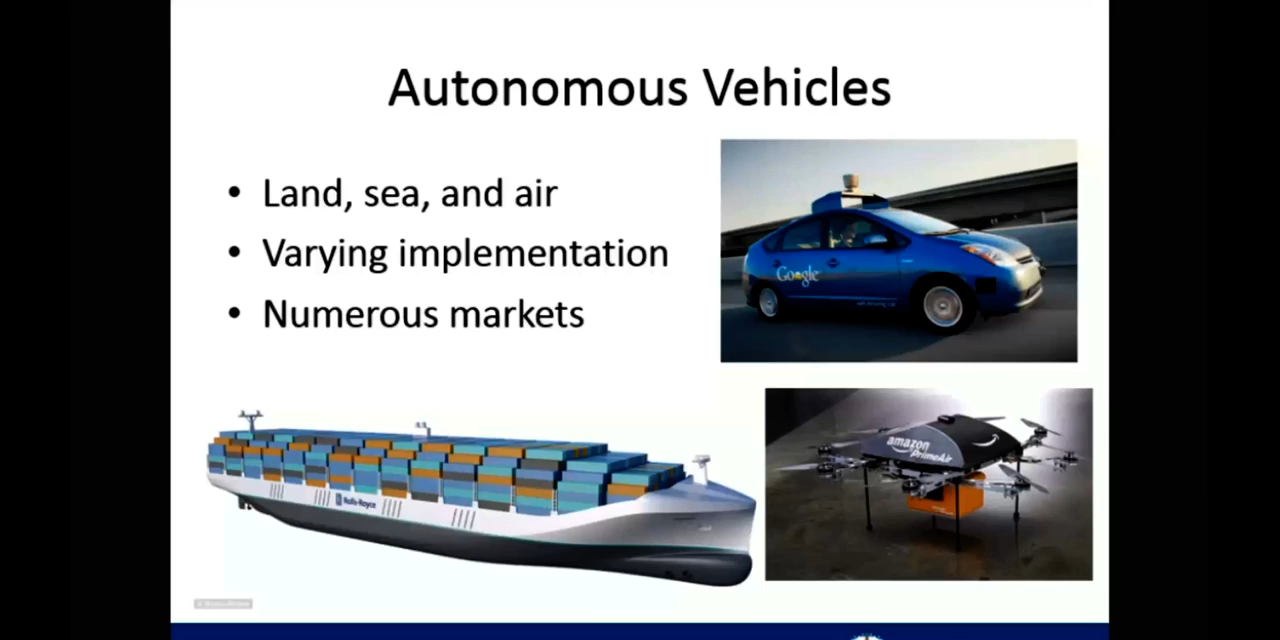 Autonomous Vehicles
• Land, sea, and air
• Varying implementation
• Numerous markets
Google
amazon
PrimeAir
Rolls-Royce